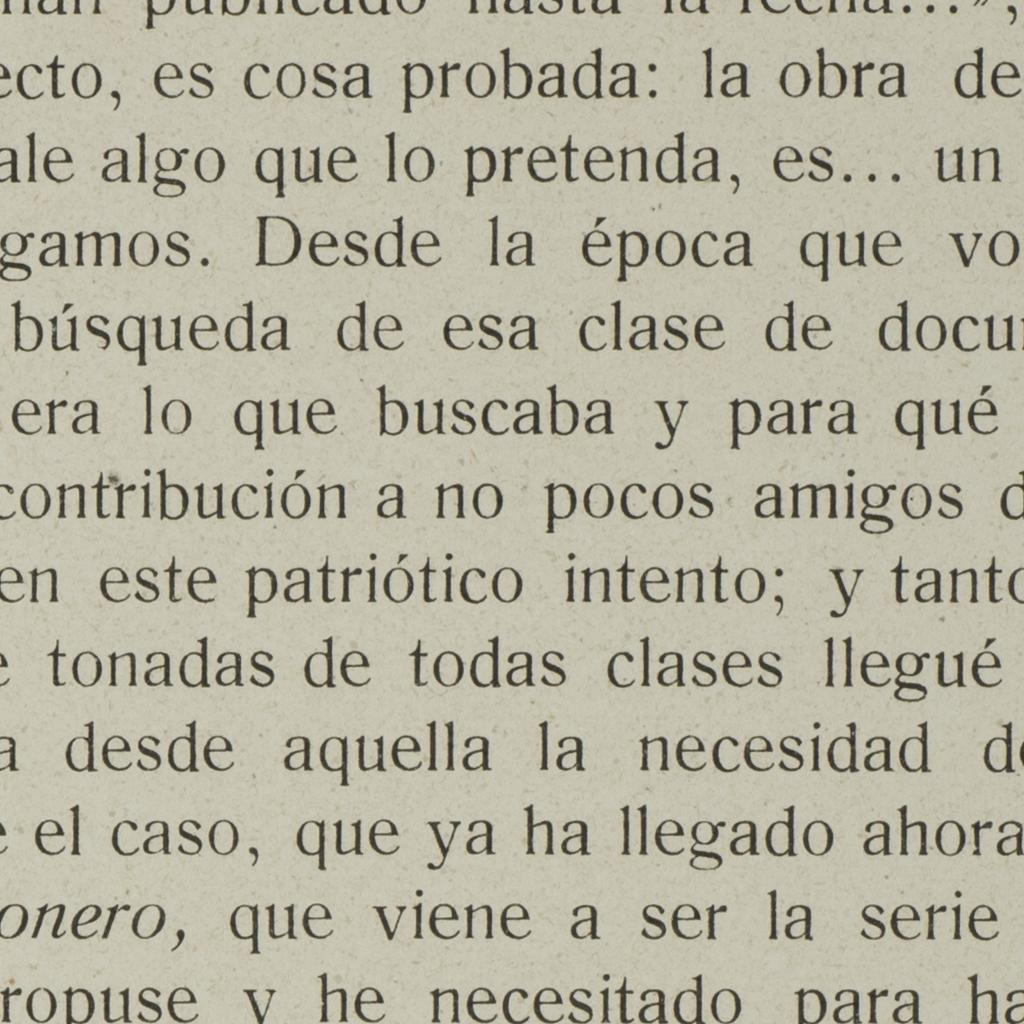 han publicado hasta la fecha...»,
ecto, es cosa probada: la obra de
ale algo que lo pretenda, es... un
gamos. Desde la época que vo
búsqueda de esa clase de docu
era lo que buscaba y para qué
contribución a no pocos amigos d
en este patriótico intento; y tanto
e tonadas de todas clases llegué
a desde aquella la necesidad de
e el caso, que ya ha llegado ahora
onero, que viene a ser la serie
ropuse y he necesitado para ha